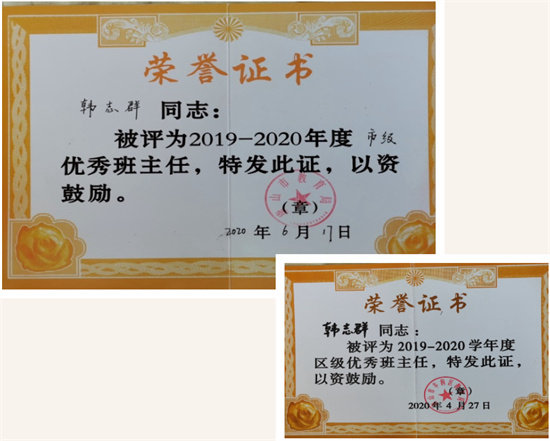 荣誉证书
韩志群 同志：
被评为2019-2020年度 市级
优秀班主任，特发此证，以资
鼓励。
（章）
2020 年 6 月 17 日
荣誉证书
韩志群 同志：
被评为 2019-2020 学年度
区级优秀班主任，特发此证，
以资鼓励。
（章）
2020 年 4 月 27 日